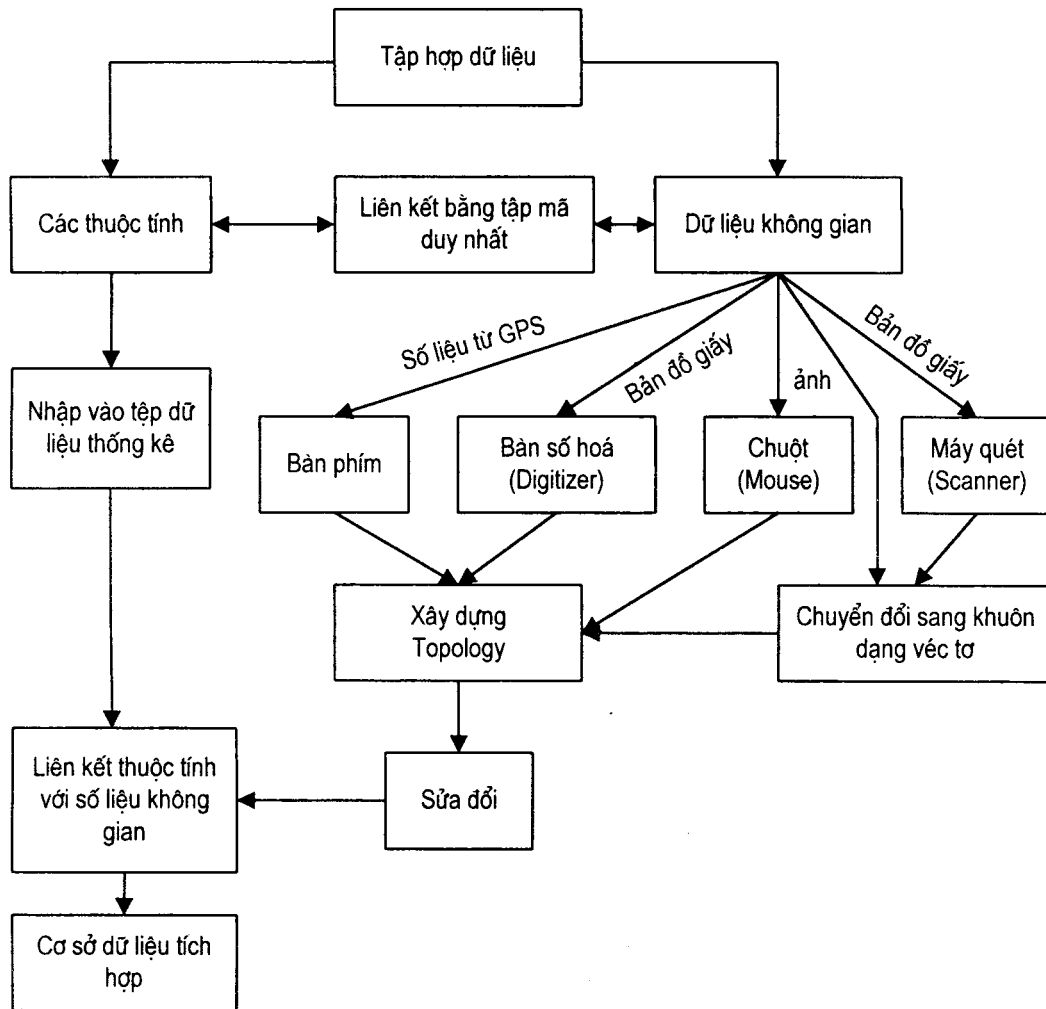 Tập hợp dữ liệu
Các thuộc tính
Liên kết bằng tập mã
duy nhất
Dữ liệu không gian
Số liệu từ GPS
Bản đồ giấy
ảnh
Bản đồ giấy
Nhập vào tệp dữ
liệu thống kê
Bàn phím
Bàn số hoá
(Digitizer)
Chuột
(Mouse)
Máy quét
(Scanner)
Xây dựng
Topology
Chuyển đổi sang khuôn
dạng véc tơ
Liên kết thuộc tính
với số liệu không
gian
Sửa đổi
Cơ sở dữ liệu tích
hợp